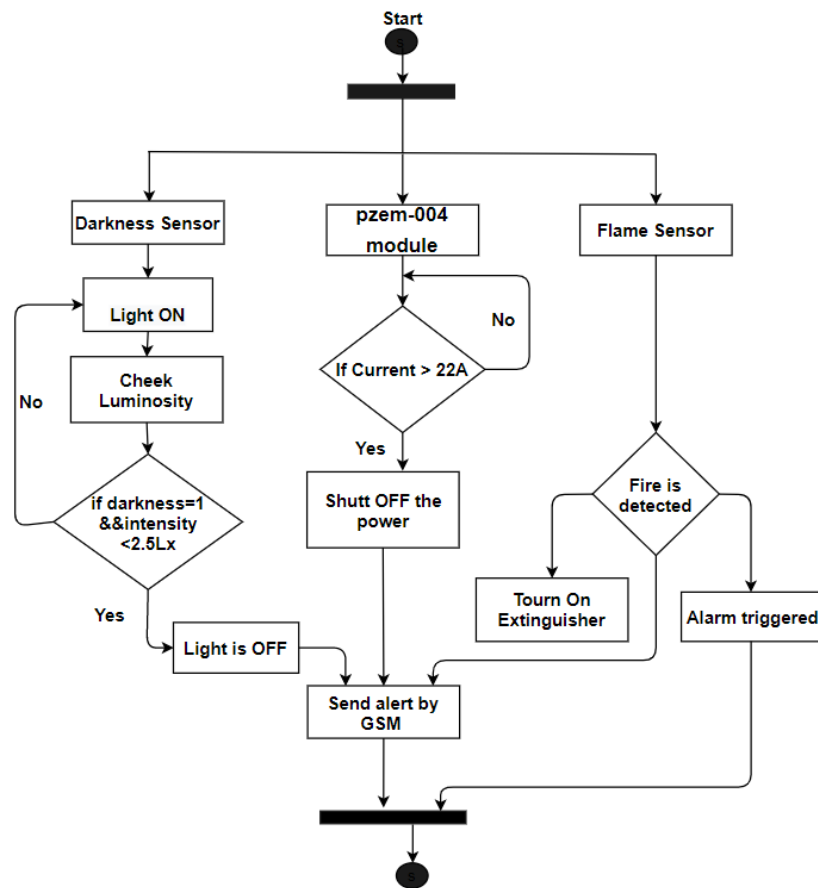 Start
s
Darkness Sensor
pzem-004
module
Flame Sensor
Light ON
No
If Current > 22A
No
Cheek
Luminosity
Yes
Fire is
detected
if darkness=1
&&intensity
<2.5Lx
Shutt OFF the
power
Tourn On
Extinguisher
Alarm triggered
Yes
Light is OFF
Send alert by
GSM
s